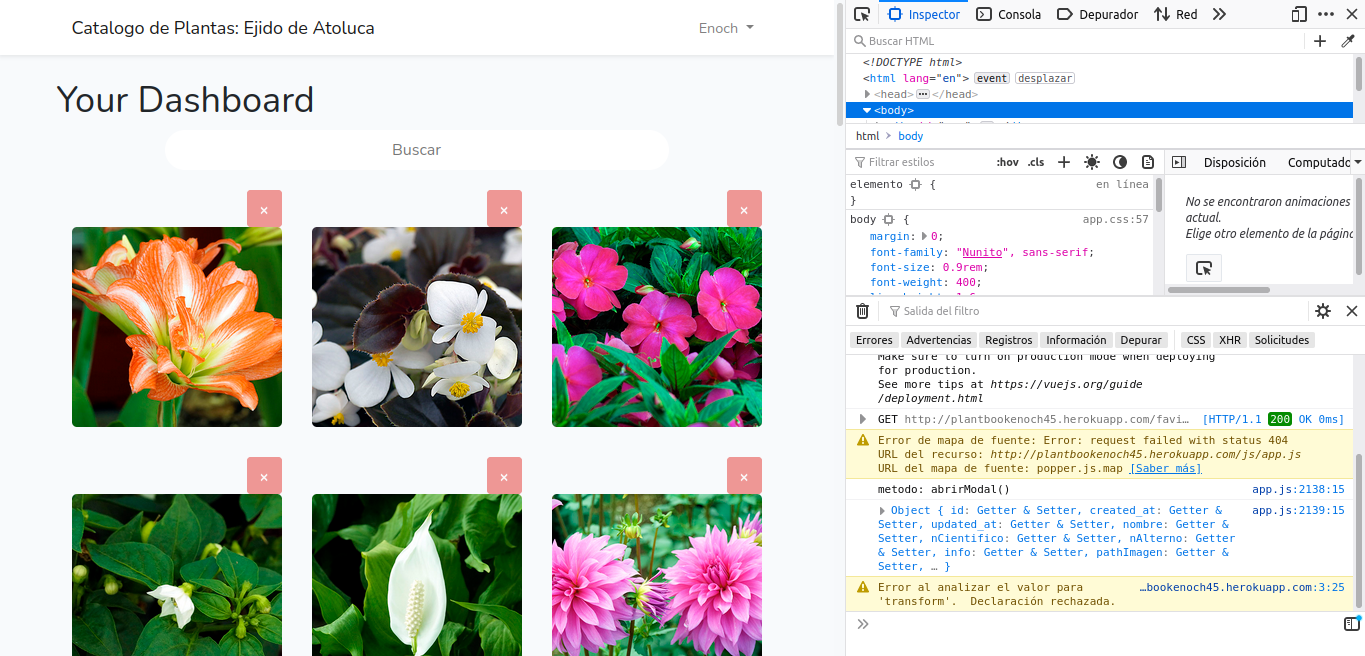 Catalogo de Plantas: Ejido de Atoluca
Enoch
Your Dashboard
Buscar
×
×
×
×
×
×
Inspector
Consola
Depurador
Red
Buscar HTML
<!DOCTYPE html>
<html lang="en"> event desplazar
<head> ••• </head>
<body>
html > body
Filtrar estilos
:hov .cls
Disposición
Computado
elemento {
en línea
}
body {
app.css:57
margin: 0;
font-family: "Nunito", sans-serif;
font-size: 0.9rem;
font-weight: 400;
No se encontraron animaciones
actual.
Elige otro elemento de la página
Salida del filtro
Errores Advertencias Registros Información Depurar CSS XHR Solicitudes
Make sure to turn on production mode when deploying
for production.
See more tips at https://vuejs.org/guide
/deployment.html
GET http://plantbookenoch45.herokuapp.com/favi… [HTTP/1.1 200 OK 0ms]
Error de mapa de fuente: Error: request failed with status 404
URL del recurso: http://plantbookenoch45.herokuapp.com/js/app.js
URL del mapa de fuente: popper.js.map [Saber más]
metodo: abrirModal() app.js:2138:15
Object { id: Getter & Setter, created_at: Getter & app.js:2139:15
Setter, updated_at: Getter & Setter, nombre: Getter &
Setter, nCientifico: Getter & Setter, nAlterno: Getter
& Setter, info: Getter & Setter, pathImagen: Getter &
Setter, … }
Error al analizar el valor para …bookenoch45.herokuapp.com:3:25
'transform'. Declaración rechazada.